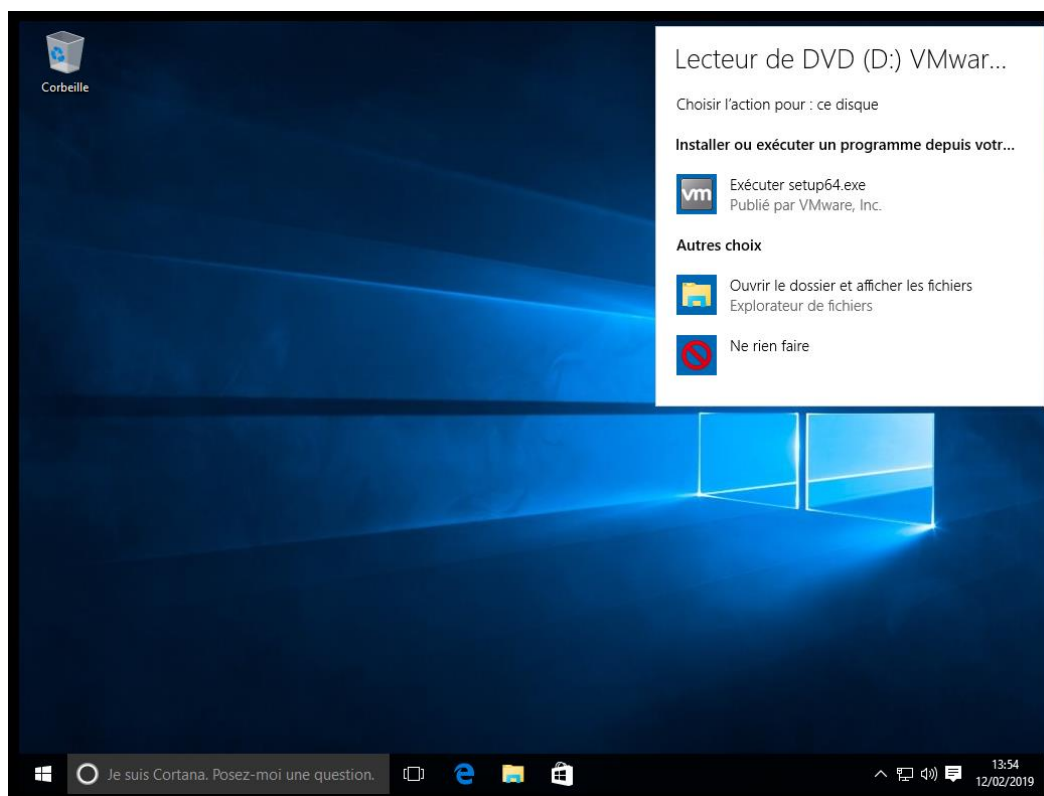 Corbeille
Lecteur de DVD (D:) VMwar...
Choisir l'action pour : ce disque
Installer ou exécuter un programme depuis votr...
vm
Exécuter setup64.exe
Publié par VMware, Inc.
Autres choix
Ouvrir le dossier et afficher les fichiers
Explorateur de fichiers
Ne rien faire
Je suis Cortana. Posez-moi une question.
13:54
12/02/2019